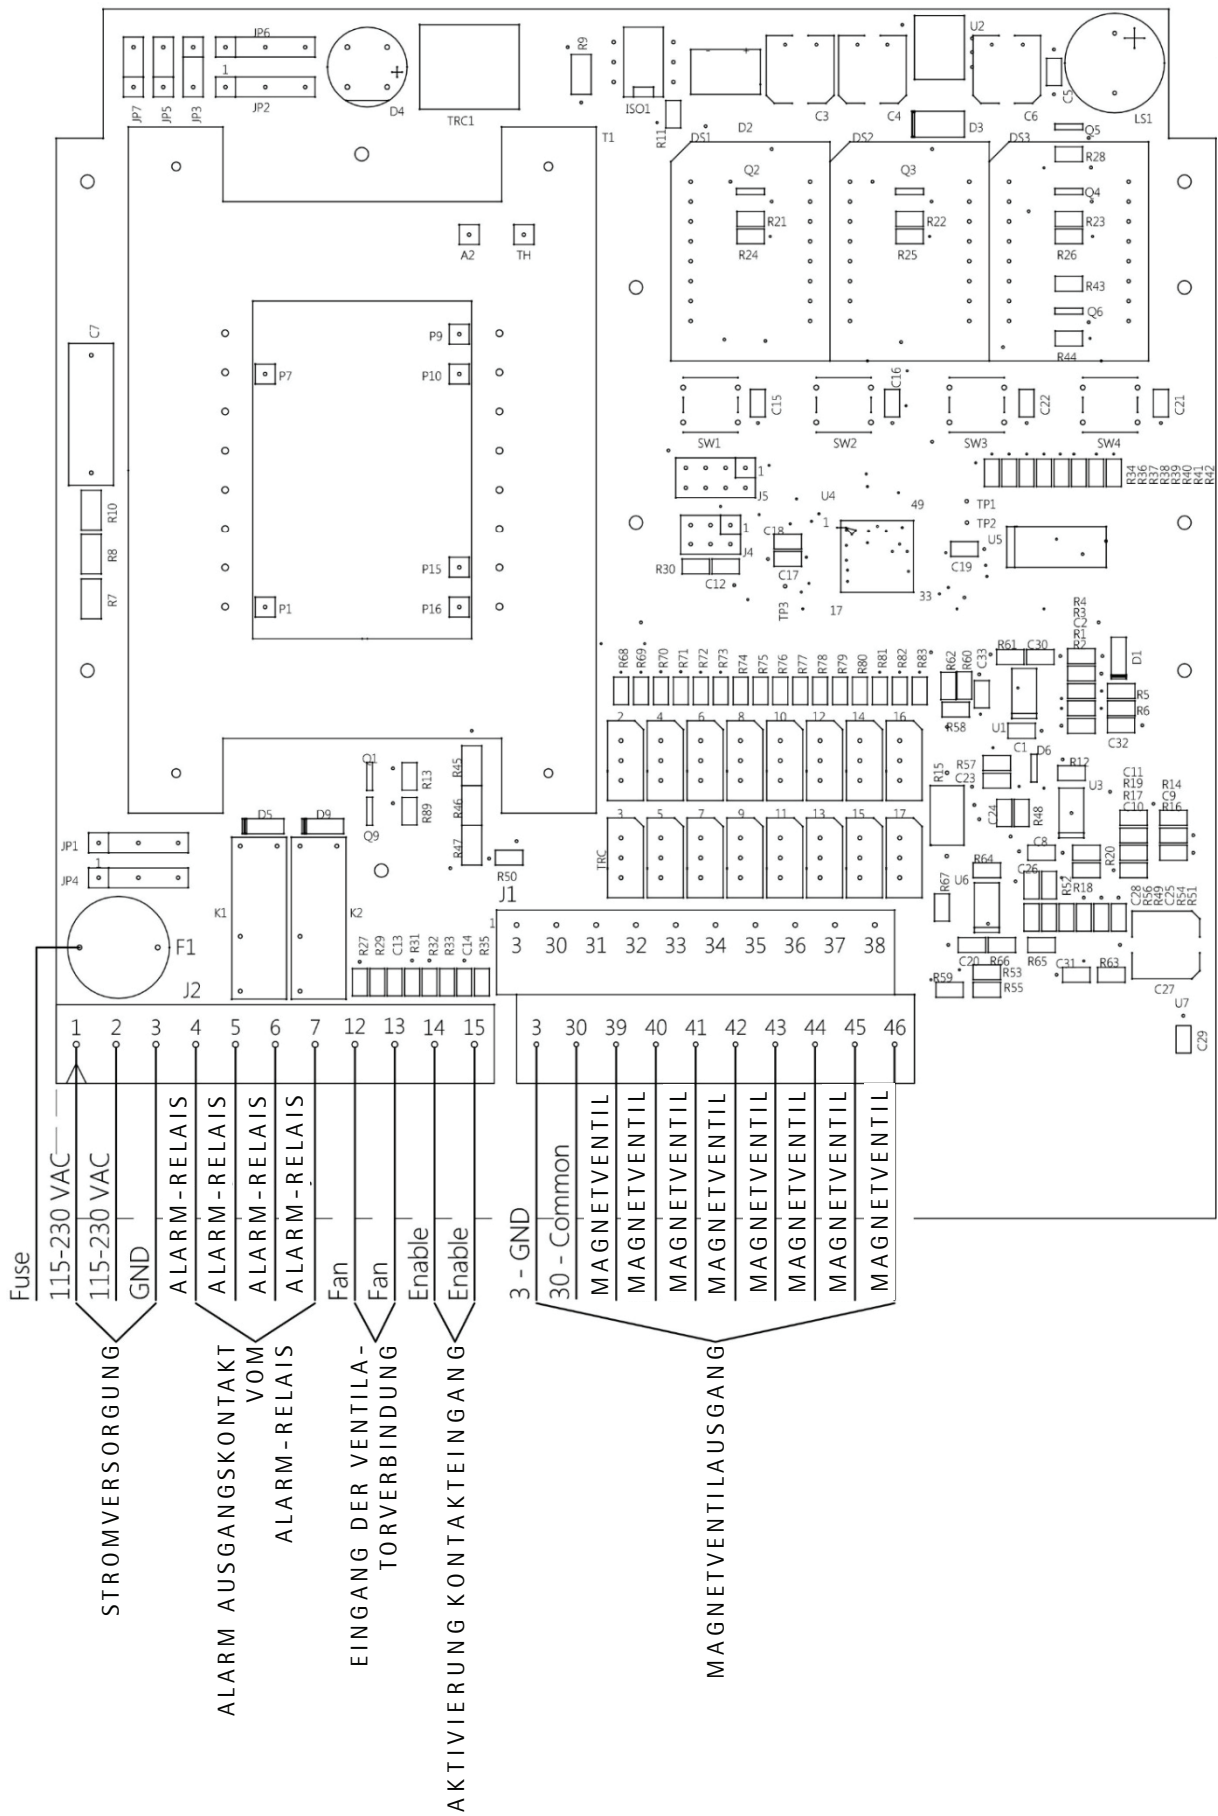 JP7
JP5
JP3
JP6
1
JP2
D4
TRC1
R9
ISO1
R11
D2
C3
C4
U2
D3
C6
C5
LS1
T1
DS1
DS2
DS3
Q5
R28
Q2
Q3
Q4
R21
R22
R23
R24
R25
R26
R43
Q6
R44
A2
TH
C7
P9
P7
P10
P15
P1
P16
R10
R8
R7
C15
C16
C22
C21
SW1
SW2
SW3
SW4
R34
R36
R37
R38
R39
R40
R41
R42
1
J5
1
J4
R30
C12
C18
C17
TP3
U4
1
49
17
33
TP1
TP2
U5
C19
R68
R69
R70
R71
R72
R73
R74
R75
R76
R77
R78
R79
R80
R81
R82
R83
R62
R60
C33
R58
R61
C30
U1
C1
R4
R3
C2
R1
R2
D1
R5
R6
C32
2
4
6
8
10
12
14
16
3
5
7
9
11
13
15
17
TRC
R15
R57
C23
D6
R12
U3
C24
R48
C11
R19
R17
C10
R14
C9
R16
C8
R20
R18
R64
U6
C26
R52
R67
C28
R56
R49
C25
R54
R51
C20
R66
R65
C31
R63
C27
R59
R53
R55
U7
C29
Q1
R13
Q9
R89
R45
R46
R47
R50
D5
D9
JP1
1
JP4
K1
K2
F1
J2
R27
R29
C13
R31
R32
R33
C14
R35
J1
1
3 30 31 32 33 34 35 36 37 38
1 2 3 4 5 6 7 12 13 14 15
3 30 39 40 41 42 43 44 45 46
Fuse
115-230 VAC
115-230 VAC
GND
ALARM-RELAIS
ALARM-RELAIS
ALARM-RELAIS
ALARM-RELAIS
Fan
Fan
Enable
Enable
3 - GND
30 - Common
MAGNETVENTIL
MAGNETVENTIL
MAGNETVENTIL
MAGNETVENTIL
MAGNETVENTIL
MAGNETVENTIL
MAGNETVENTIL
MAGNETVENTIL
STROMVERSORGUNG
ALARM AUSGANGSKONTAKT
VOM
ALARM-RELAIS
EINGANG DER VENTILA-
TORVERBINDUNG
AKTIVIERUNG KONTAKTEINGANG
MAGNETVENTILAUSGANG